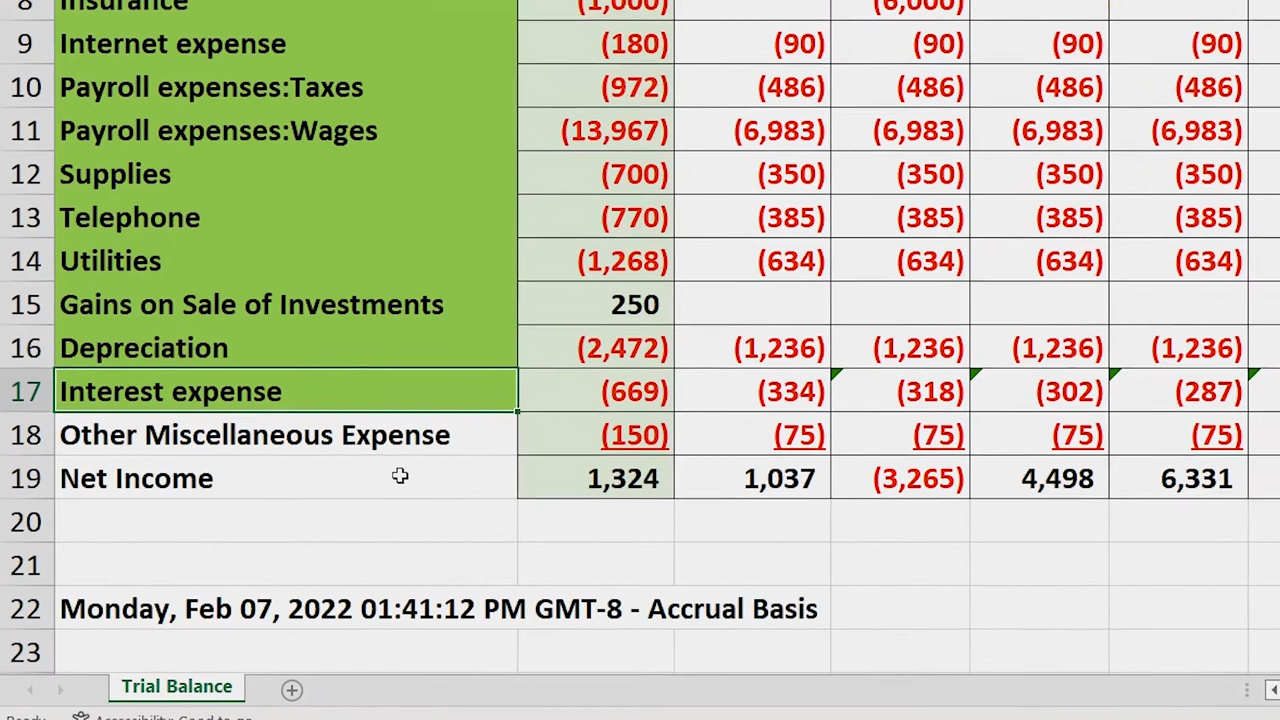 8 Insurance (1,000) (6,000)
9 Internet expense (180) (90) (90) (90) (90)
10 Payroll expenses:Taxes (972) (486) (486) (486) (486)
11 Payroll expenses:Wages (13,967) (6,983) (6,983) (6,983) (6,983)
12 Supplies (700) (350) (350) (350) (350)
13 Telephone (770) (385) (385) (385) (385)
14 Utilities (1,268) (634) (634) (634) (634)
15 Gains on Sale of Investments 250
16 Depreciation (2,472) (1,236) (1,236) (1,236) (1,236)
17 Interest expense (669) (334) (318) (302) (287)
18 Other Miscellaneous Expense (150) (75) (75) (75) (75)
19 Net Income 1,324 1,037 (3,265) 4,498 6,331
20
21
22 Monday, Feb 07, 2022 01:41:12 PM GMT-8 - Accrual Basis
23
Trial Balance
Ready Accessibility: Good to go